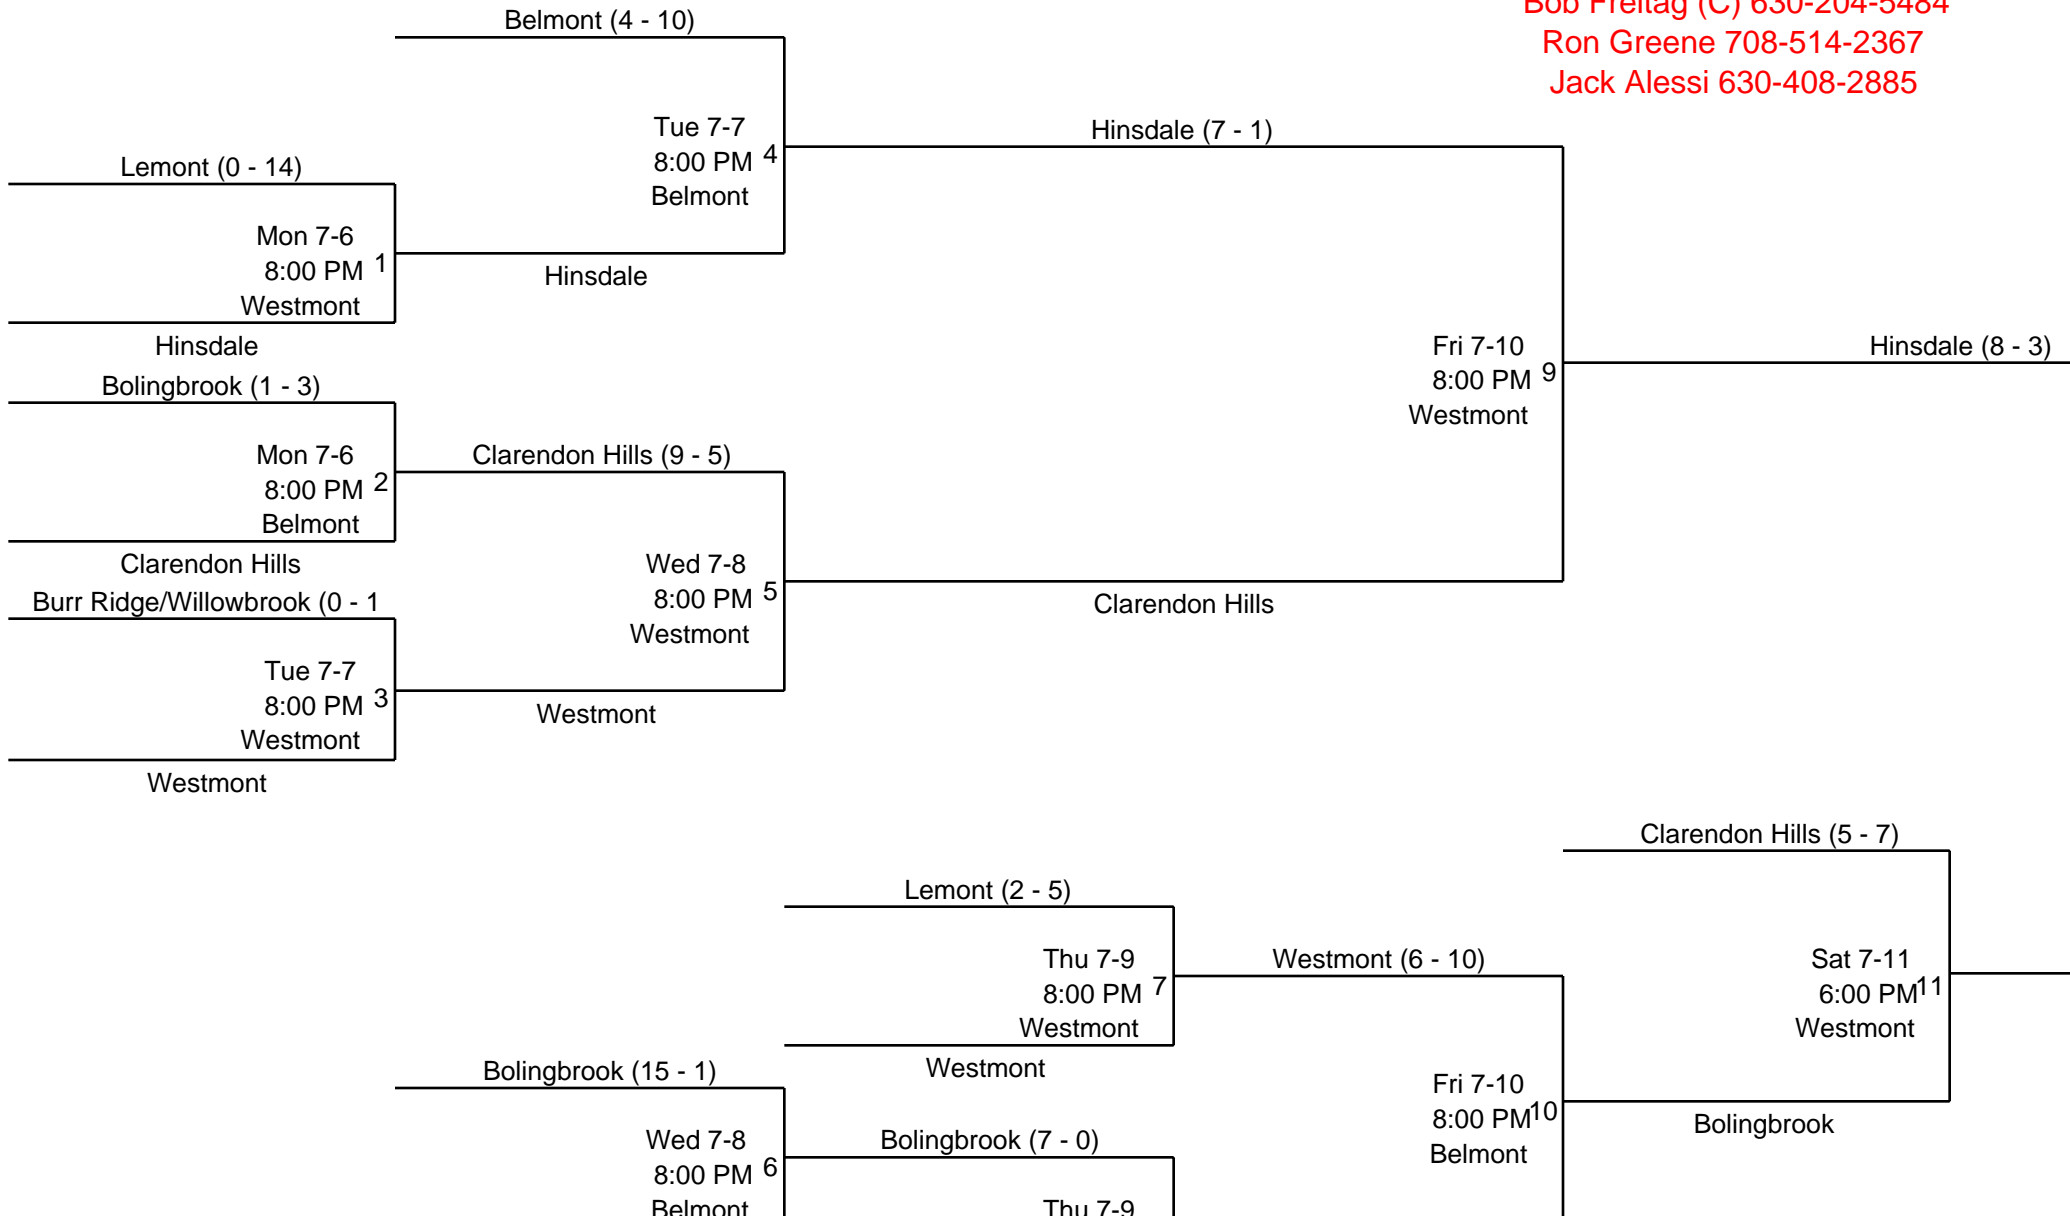 Bob Freitag (C) 630-204-5484
Ron Greene 708-514-2367
Jack Alessi 630-408-2885
Belmont (4 - 10)
Tue 7-7
8:00 PM 4
Belmont
Hinsdale (7 - 1)
Lemont (0 - 14)
Mon 7-6
8:00 PM 1
Westmont
Hinsdale
Hinsdale
Bolingbrook (1 - 3)
Mon 7-6
8:00 PM 2
Belmont
Clarendon Hills
Clarendon Hills (9 - 5)
Fri 7-10
8:00 PM 9
Westmont
Hinsdale (8 - 3)
Wed 7-8
8:00 PM 5
Westmont
Clarendon Hills
Burr Ridge/Willowbrook (0 - 1
Tue 7-7
8:00 PM 3
Westmont
Westmont
Westmont
Clarendon Hills (5 - 7)
Lemont (2 - 5)
Thu 7-9
8:00 PM 7
Westmont
Westmont
Westmont (6 - 10)
Sat 7-11
6:00 PM 11
Westmont
Bolingbrook (15 - 1)
Wed 7-8
8:00 PM 6
Belmont
Bolingbrook (7 - 0)
Thu 7-9
Fri 7-10
8:00 PM 10
Belmont
Bolingbrook